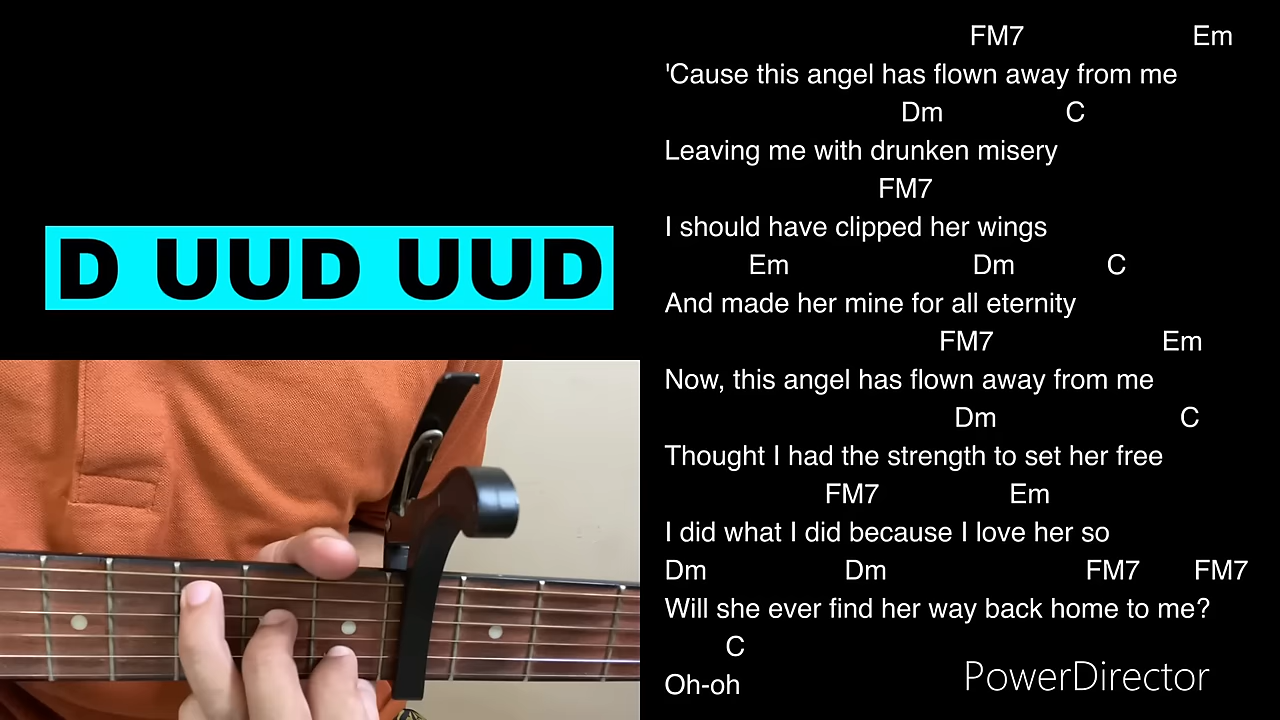 D UUD UUD
FM7 Em
'Cause this angel has flown away from me
Dm C
Leaving me with drunken misery
FM7
I should have clipped her wings
Em Dm C
And made her mine for all eternity
FM7 Em
Now, this angel has flown away from me
Dm C
Thought I had the strength to set her free
FM7 Em
I did what I did because I love her so
Dm Dm FM7 FM7
Will she ever find her way back home to me?
C
Oh-oh
PowerDirector